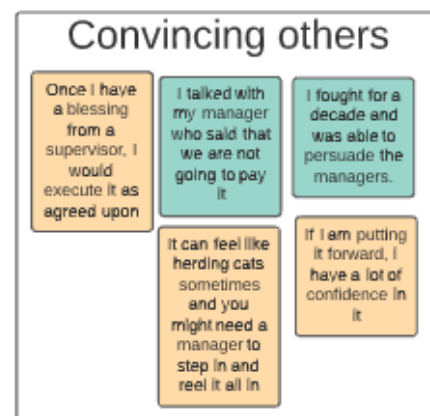 Convincing others
Once I have
a blessing
from a
supervisor, I
would
execute it as
agreed upon
I talked with
my manager
who said that
we are not
going to pay
it
I fought for a
decade and
was able to
persuade the
managers.
It can feel like
herding cats
sometimes
and you
might need a
manager to
step in and
reel it all in
If I am putting
it forward, I
have a lot of
confidence in
it